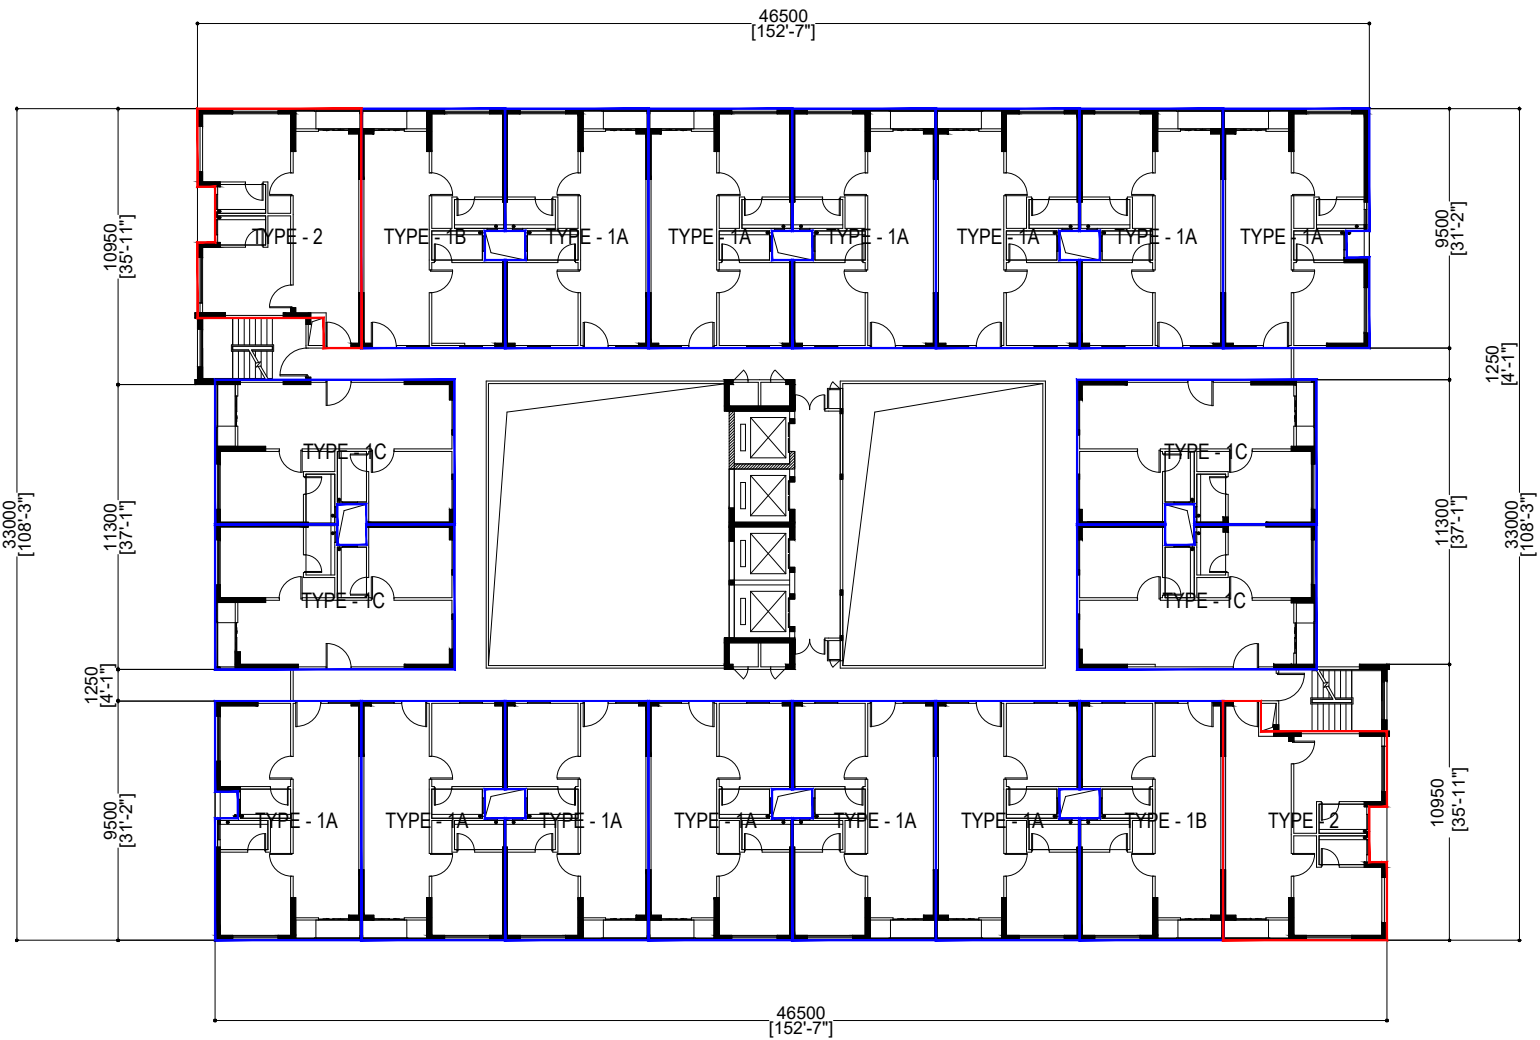 46500
[152'-7"]
TYPE - 2
TYPE - 1B
TYPE - 1A
TYPE - 1A
TYPE - 1A
TYPE - 1A
TYPE - 1A
TYPE - 1A
10950
[35'-11"]
9500
[31'-2"]
1250
[4'-1"]
TYPE - 1C
TYPE - 1C
33000
[108'-3"]
11300
[37'-1"]
11300
[37'-1"]
33000
[108'-3"]
TYPE - 1C
TYPE - 1C
1250
[4'-1"]
9500
[31'-2"]
10950
[35'-11"]
TYPE - 1A
TYPE - 1A
TYPE - 1A
TYPE - 1A
TYPE - 1A
TYPE - 1A
TYPE - 1B
TYPE - 2
46500
[152'-7"]